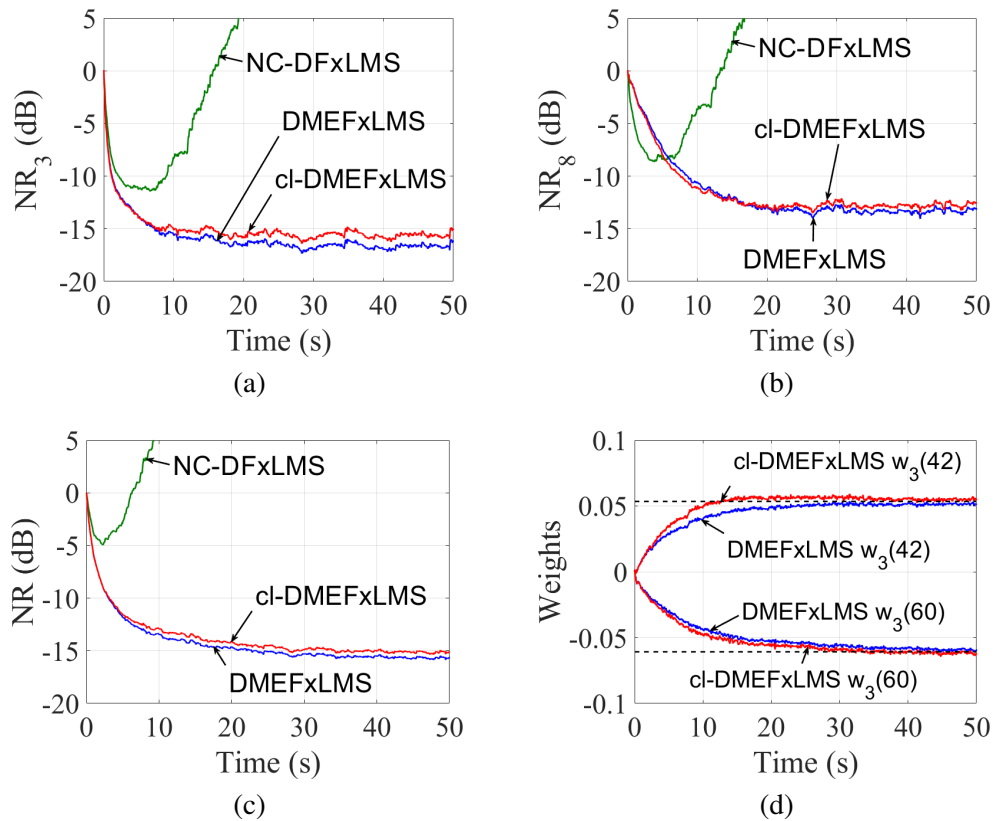 5
0
-5
-10
-15
-20
NR3 (dB)
NC-DFxLMS
DMEFxLMS
cl-DMEFxLMS
0 10 20 30 40 50
Time (s)
(a)
5
0
-5
-10
-15
-20
NR8 (dB)
NC-DFxLMS
cl-DMEFxLMS
DMEFxLMS
0 10 20 30 40 50
Time (s)
(b)
5
0
-5
-10
-15
-20
NR (dB)
NC-DFxLMS
cl-DMEFxLMS
DMEFxLMS
0 10 20 30 40 50
Time (s)
(c)
0.1
0.05
0
-0.05
-0.1
Weights
cl-DMEFxLMS w3(42)
DMEFxLMS w3(42)
DMEFxLMS w3(60)
cl-DMEFxLMS w3(60)
0 10 20 30 40 50
Time (s)
(d)